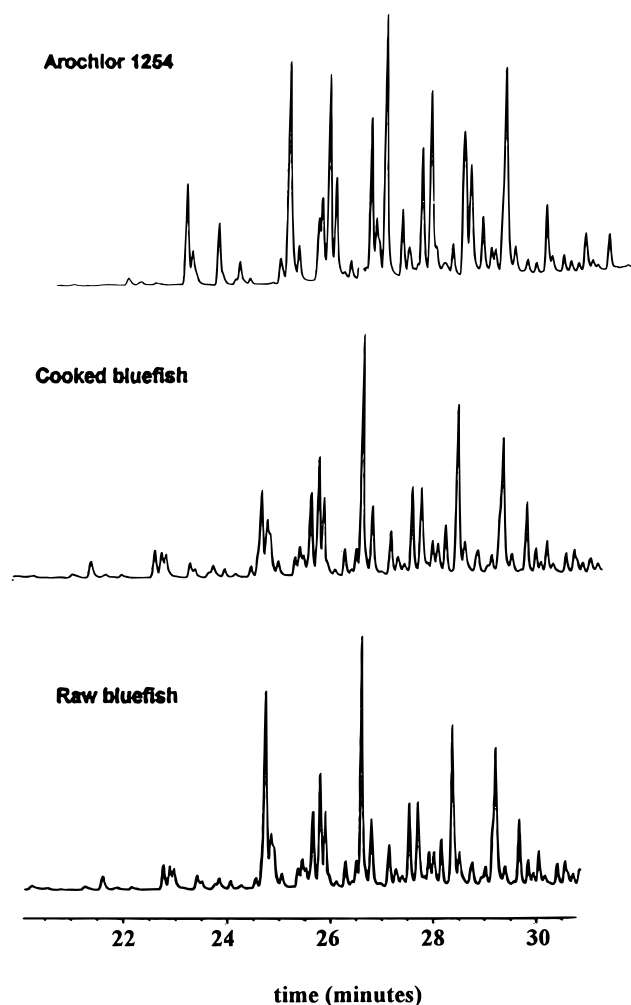 Arochlor 1254
Cooked bluefish
Raw bluefish
22 24 26 28 30
time (minutes)